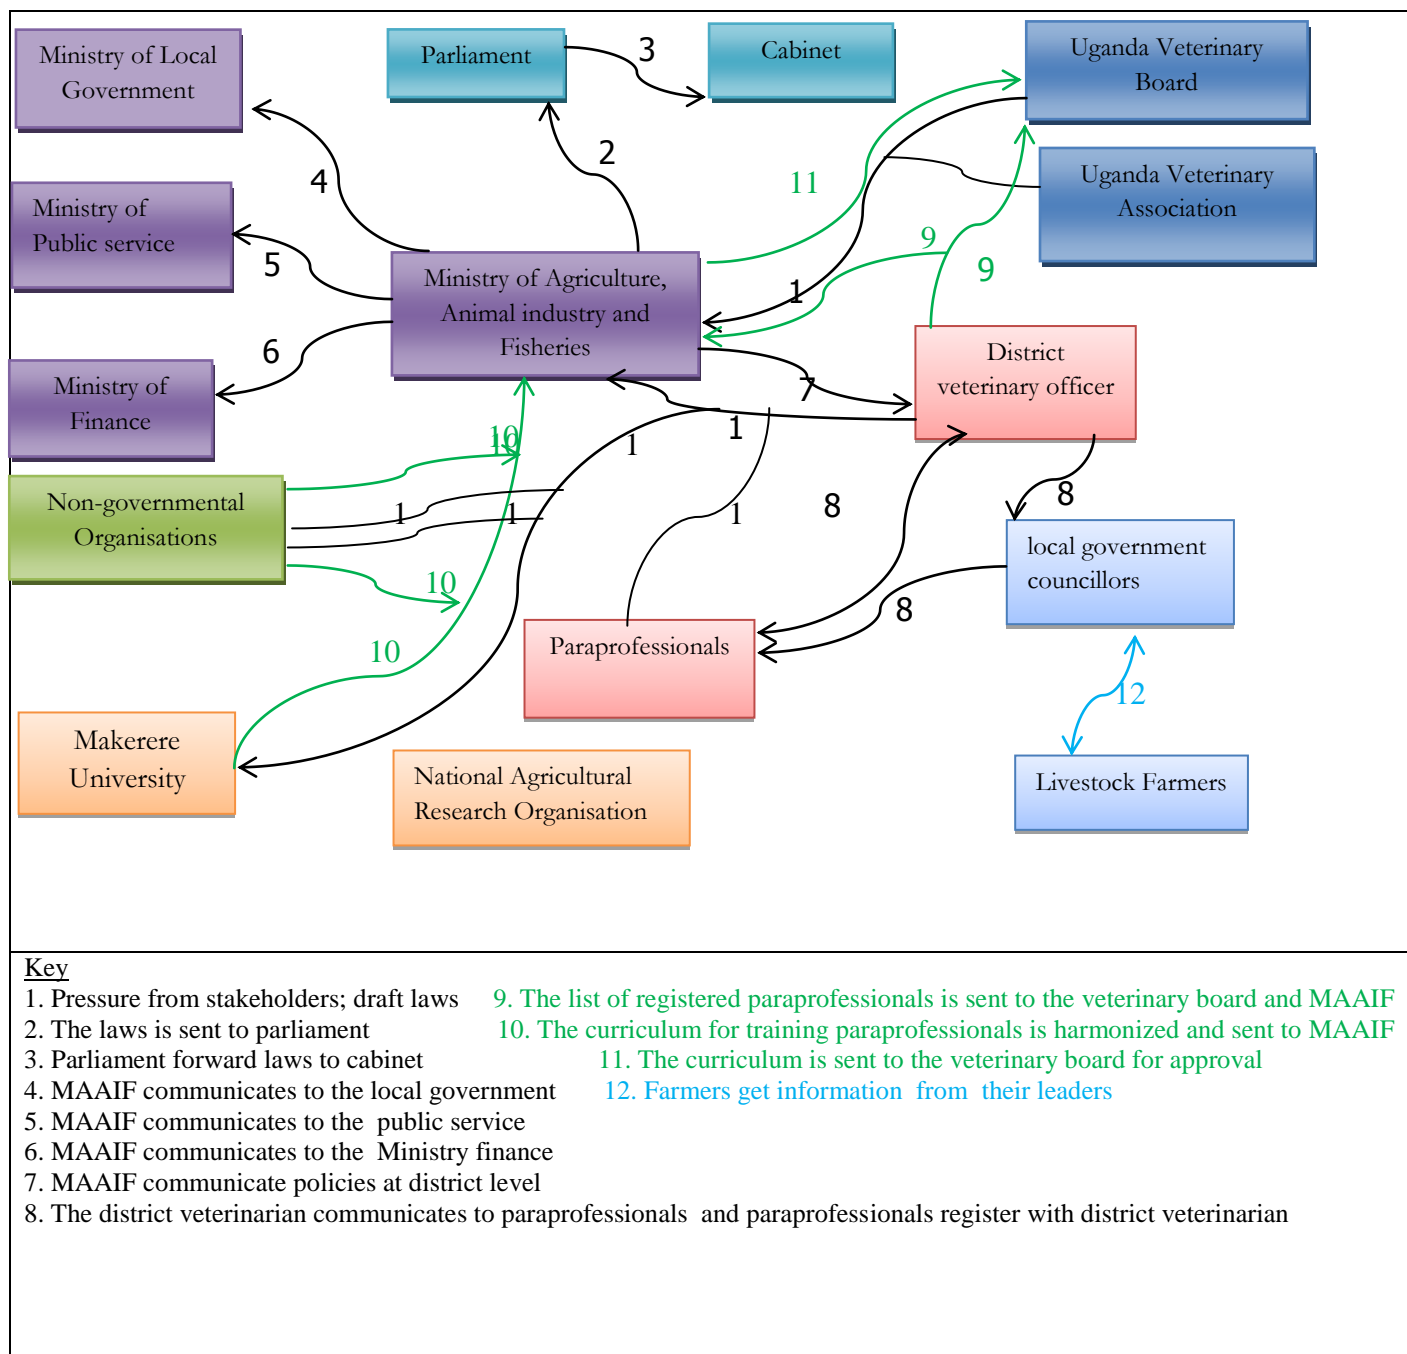 Ministry of Local
Government
Parliament
3
Cabinet
Uganda Veterinary
Board
2
4
11
Uganda Veterinary
Association
Ministry of
Public service
5
9
9
Ministry of Agriculture,
Animal industry and
Fisheries
1
6
Ministry of
Finance
7
District
veterinary officer
10
10
1
1
Non-governmental
Organisations
1
1
1
8
8
local government
councillors
10
8
10
Paraprofessionals
12
Makerere
University
National Agricultural
Research Organisation
Livestock Farmers
Key
1. Pressure from stakeholders; draft laws 9. The list of registered paraprofessionals is sent to the veterinary board and MAAIF
2. The laws is sent to parliament 10. The curriculum for training paraprofessionals is harmonized and sent to MAAIF
3. Parliament forward laws to cabinet 11. The curriculum is sent to the veterinary board for approval
4. MAAIF communicates to the local government 12. Farmers get information from their leaders
5. MAAIF communicates to the public service
6. MAAIF communicates to the Ministry finance
7. MAAIF communicate policies at district level
8. The district veterinarian communicates to paraprofessionals and paraprofessionals register with district veterinarian